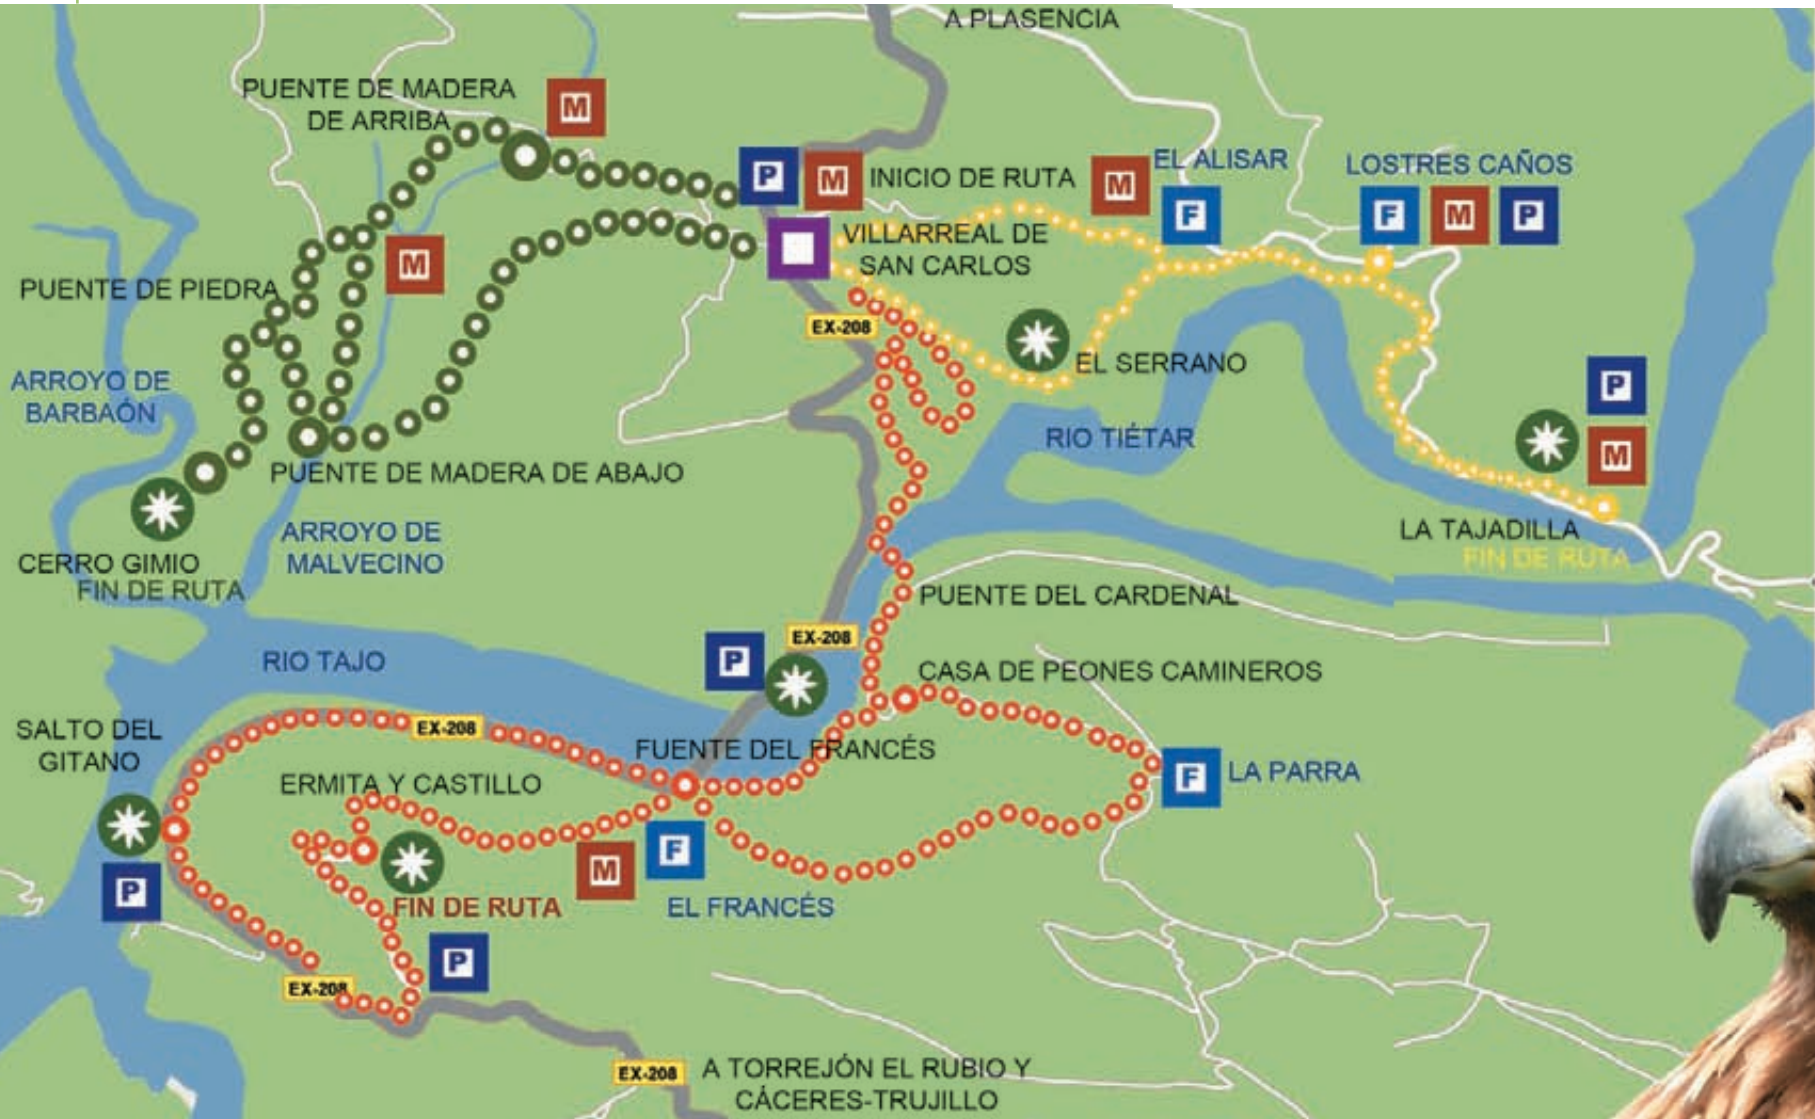 A PLASENCIA
PUENTE DE MADERA
DE ARRIBA
M
P
M
INICIO DE RUTA
M
EL ALISAR
F
LOSTRES CAÑOS
F
M
P
VILLARREAL DE
SAN CARLOS
M
PUENTE DE PIEDRA
EX-208
EL SERRANO
ARROYO DE
BARBAÓN
P
RIO TIÉTAR
M
PUENTE DE MADERA DE ABAJO
LA TAJADILLA
FIN DE RUTA
ARROYO DE
MALVECINO
CERRO GIMIO
FIN DE RUTA
PUENTE DEL CARDENAL
EX-208
P
RIO TAJO
CASA DE PEONES CAMINEROS
SALTO DEL
GITANO
EX-208
FUENTE DEL FRANCÉS
ERMITA Y CASTILLO
F
LA PARRA
P
M
F
FIN DE RUTA
EL FRANCÉS
P
EX-208
EX-208
A TORREJÓN EL RUBIO Y
CÁCERES-TRUJILLO